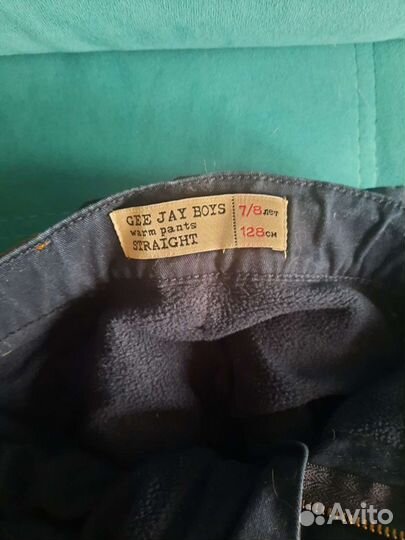 GEE JAY BOYS
warm pants
STRAIGHT
7/8 лет
128 см
Avito